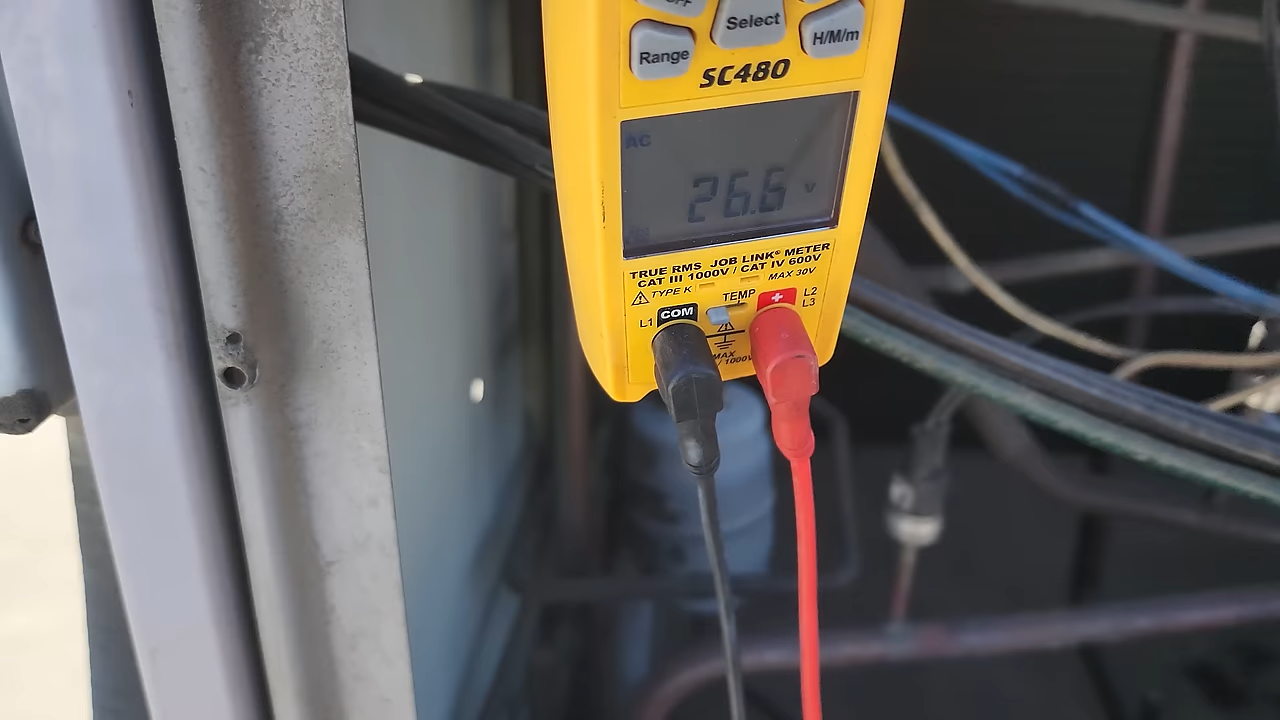 OFF
Select
Range
H/M/m
SC480
AC
26.6 V
TRUE RMS JOB LINK® METER
CAT III 1000V / CAT IV 600V
TYPE K
MAX 30V
TEMP
L1 COM
+ L2
L3
MAX
1000V